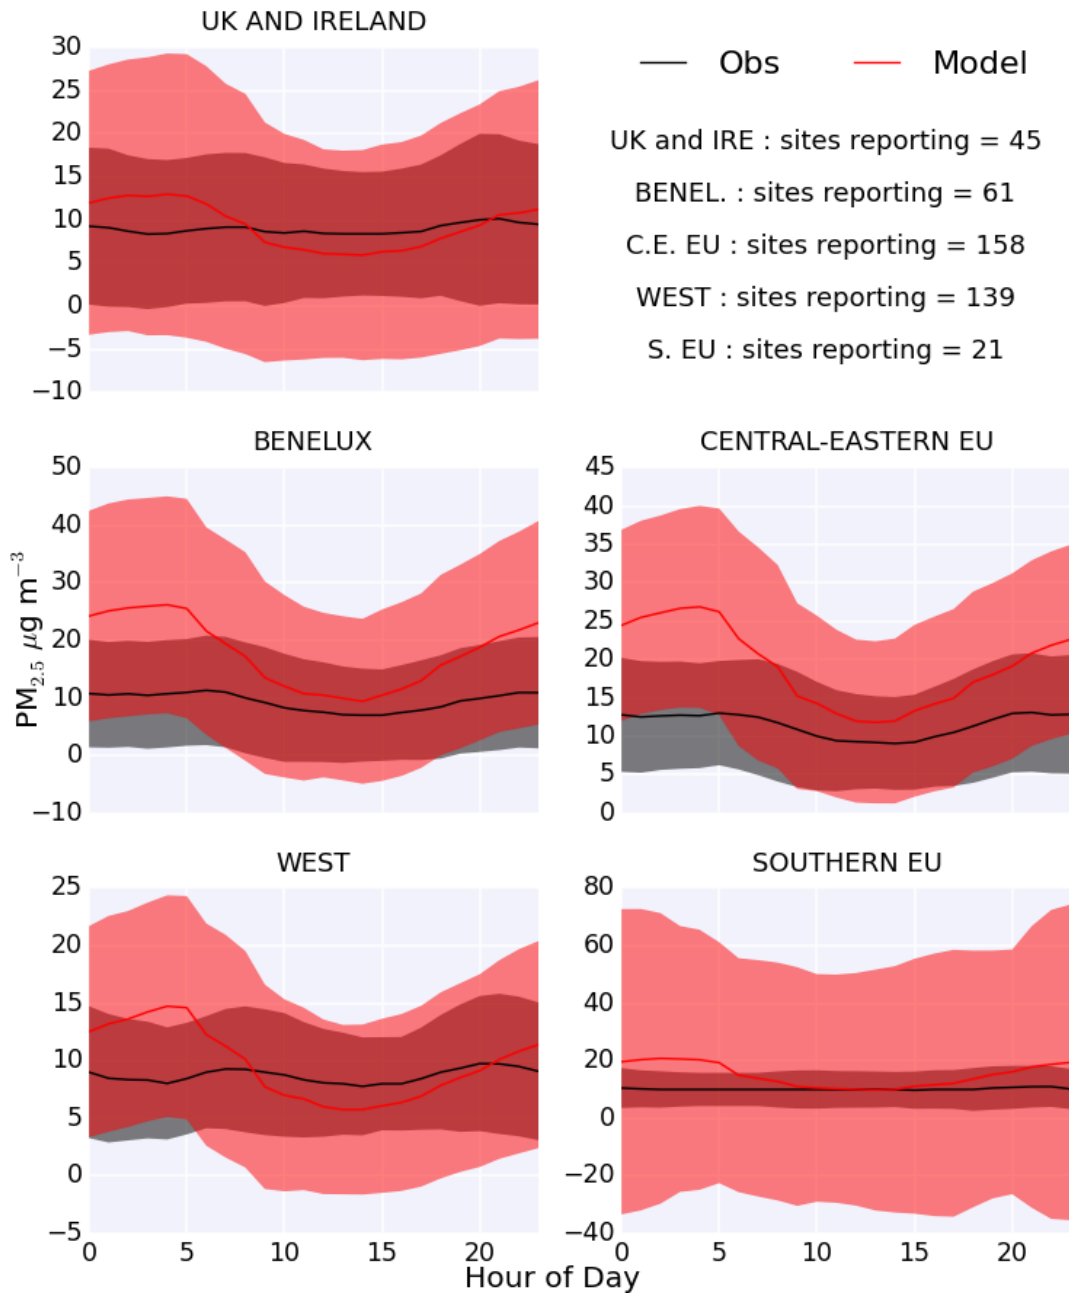 UK AND IRELAND
30
25
20
15
10
5
0
−5
−10
Obs Model
UK and IRE : sites reporting = 45
BENEL. : sites reporting = 61
C.E. EU : sites reporting = 158
WEST : sites reporting = 139
S. EU : sites reporting = 21
PM2.5 μg m−3
BENELUX
50
40
30
20
10
0
−10
CENTRAL-EASTERN EU
45
40
35
30
25
20
15
10
5
0
WEST
25
20
15
10
5
0
−5
0 5 10 15 20
SOUTHERN EU
80
60
40
20
0
−20
−40
0 5 10 15 20
Hour of Day